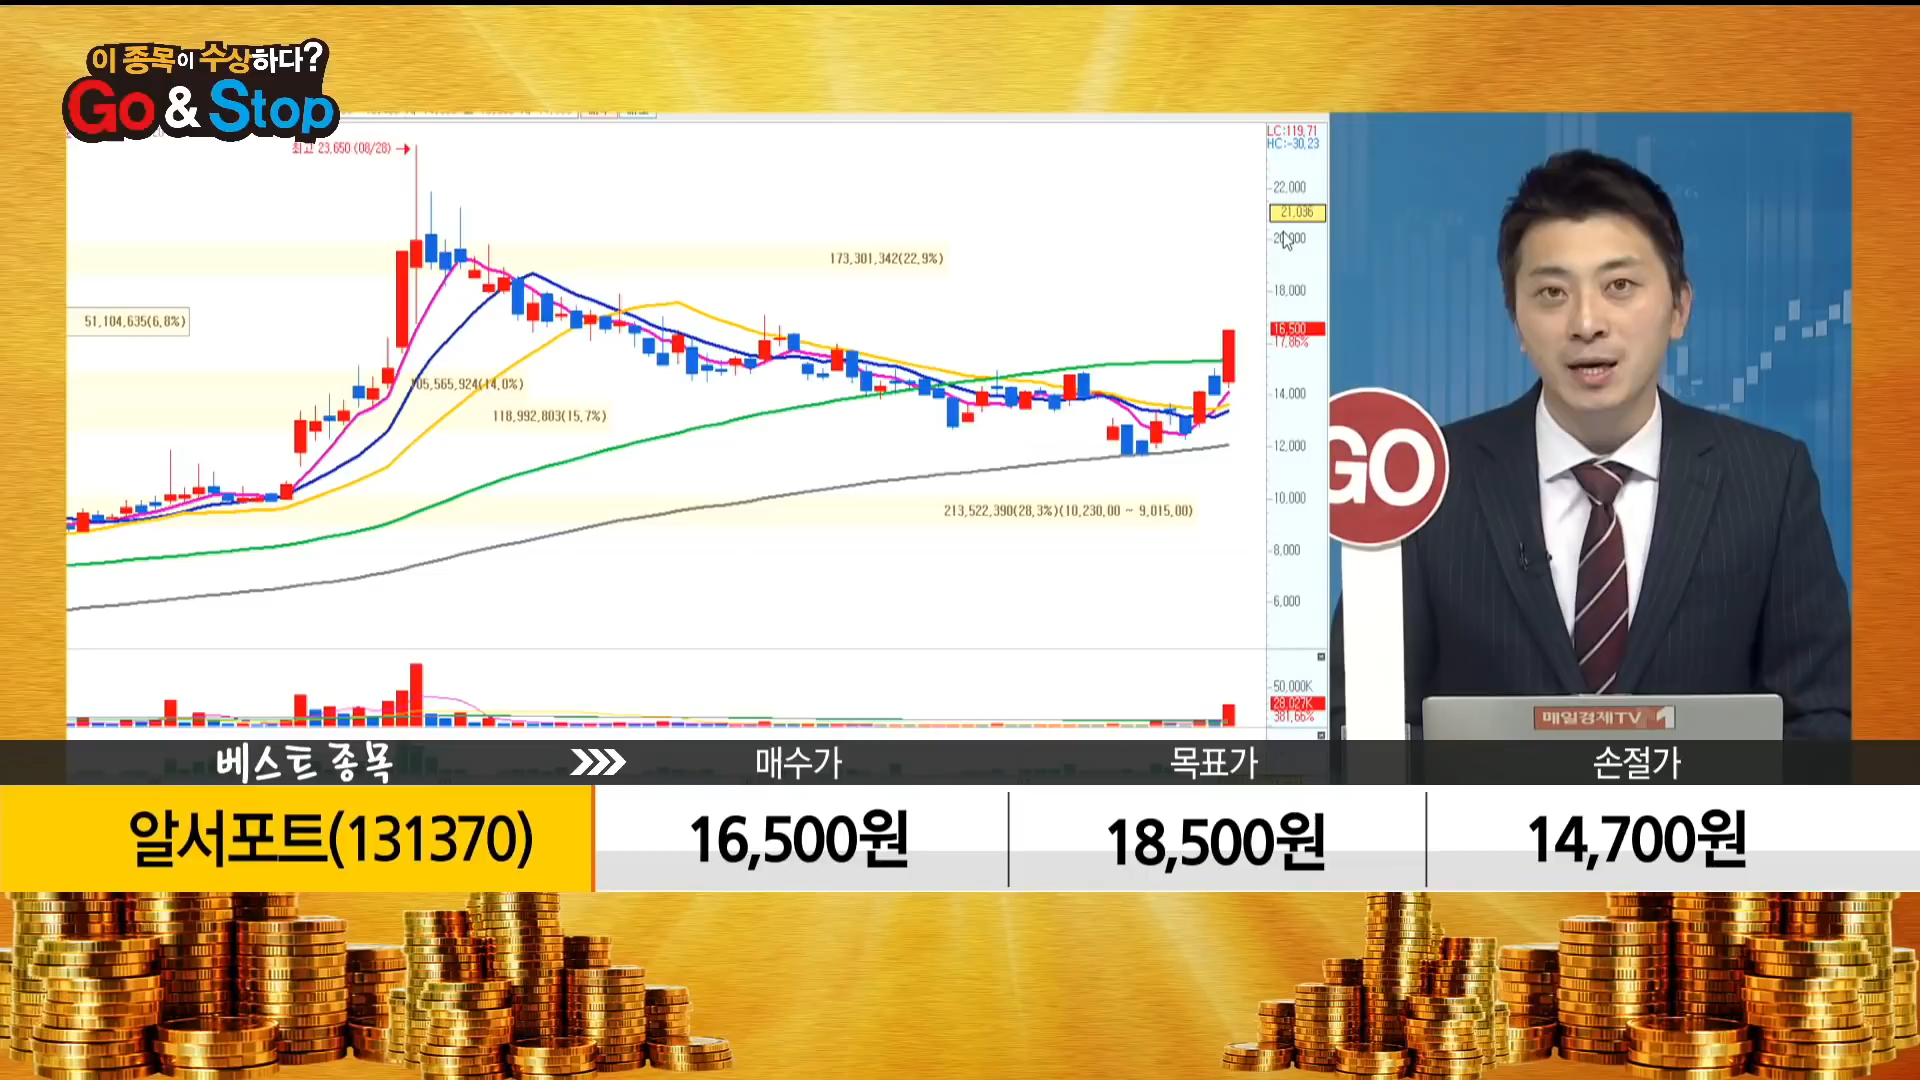 이 종목이 수상하다?
Go & Stop
최고 23,650 (08/28) →
LC:119,71
HC:-30,23
22,000
21,036
173,301,342(22,9%)
18,000
51,104,635(6,8%)
16,500
17,86%
105,565,924(14,0%)
14,000
118,992,803(15,7%)
12,000
10,000
213,522,390(28,3%)(10,230,00 ~ 9,015,00)
8,000
6,000
GO
50,000K
28,027K
381,66%
매일경제TV 1
베스트 종목
매수가
목표가
손절가
알서포트(131370)
16,500원
18,500원
14,700원